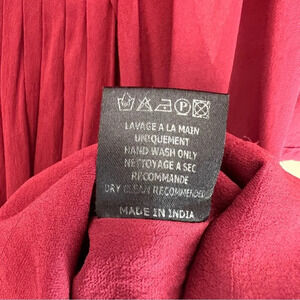 P
LAVAGE A LA MAIN
UNIQUEMENT
HAND WASH ONLY
NETTOYAGE A SEC
RECOMMANDE
DRY CLEAN RECOMMENDED
MADE IN INDIA